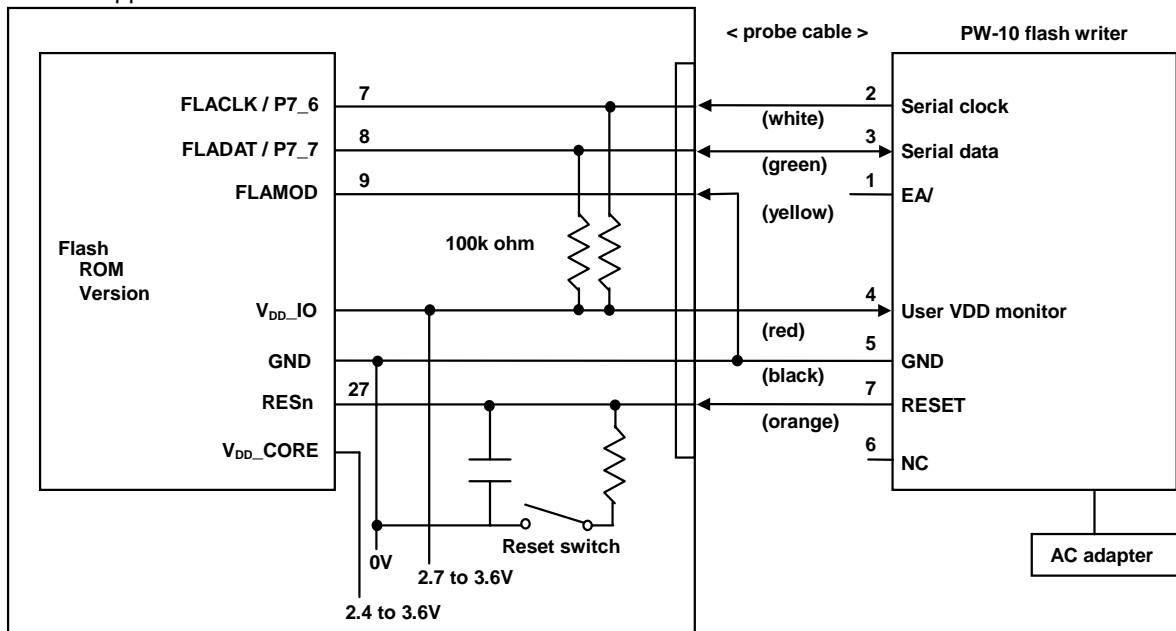 < probe cable >
PW-10 flash writer
FLACLK / P7_6
7
(white)
2
Serial clock
FLADAT / P7_7
8
(green)
3
Serial data
FLAMOD
9
(yellow)
1
EA/
100k ohm
Flash
ROM
Version
VDD_IO
(red)
4
User VDD monitor
GND
(black)
5
GND
RESn
27
(orange)
7
RESET
VDD_CORE
6
NC
Reset switch
0V
2.7 to 3.6V
2.4 to 3.6V
AC adapter